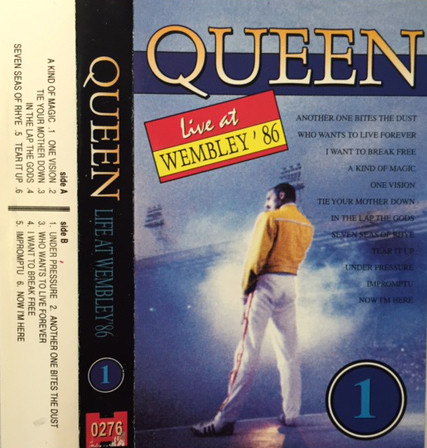 QUEEN
Live at
WEMBLEY '86
ANOTHER ONE BITES THE DUST
WHO WANTS TO LIVE FOREVER
I WANT TO BREAK FREE
A KIND OF MAGIC
ONE VISION
TIE YOUR MOTHER DOWN
IN THE LAP THE GODS
SEVEN SEAS OF RHYE
TEAR IT UP
UNDER PRESSURE
IMPROMPTU
NOW I'M HERE
1
QUEEN LIFE AT WEMBLEY'86
1
0276
side A
A KIND OF MAGIC .1 ONE VISION .2
TIE YOUR MOTHER DOWN .3
IN THE LAP THE GODS .4
SEVEN SEAS OF RHYE .5 TEAR IT UP .6
side B
1. UNDER PRESSURE 2. ANOTHER ONE BITES THE DUST
3. WHO WANTS TO LIVE FOREVER
4. I WANT TO BREAK FREE
5. IMPROMPTU 6. NOW I'M HERE